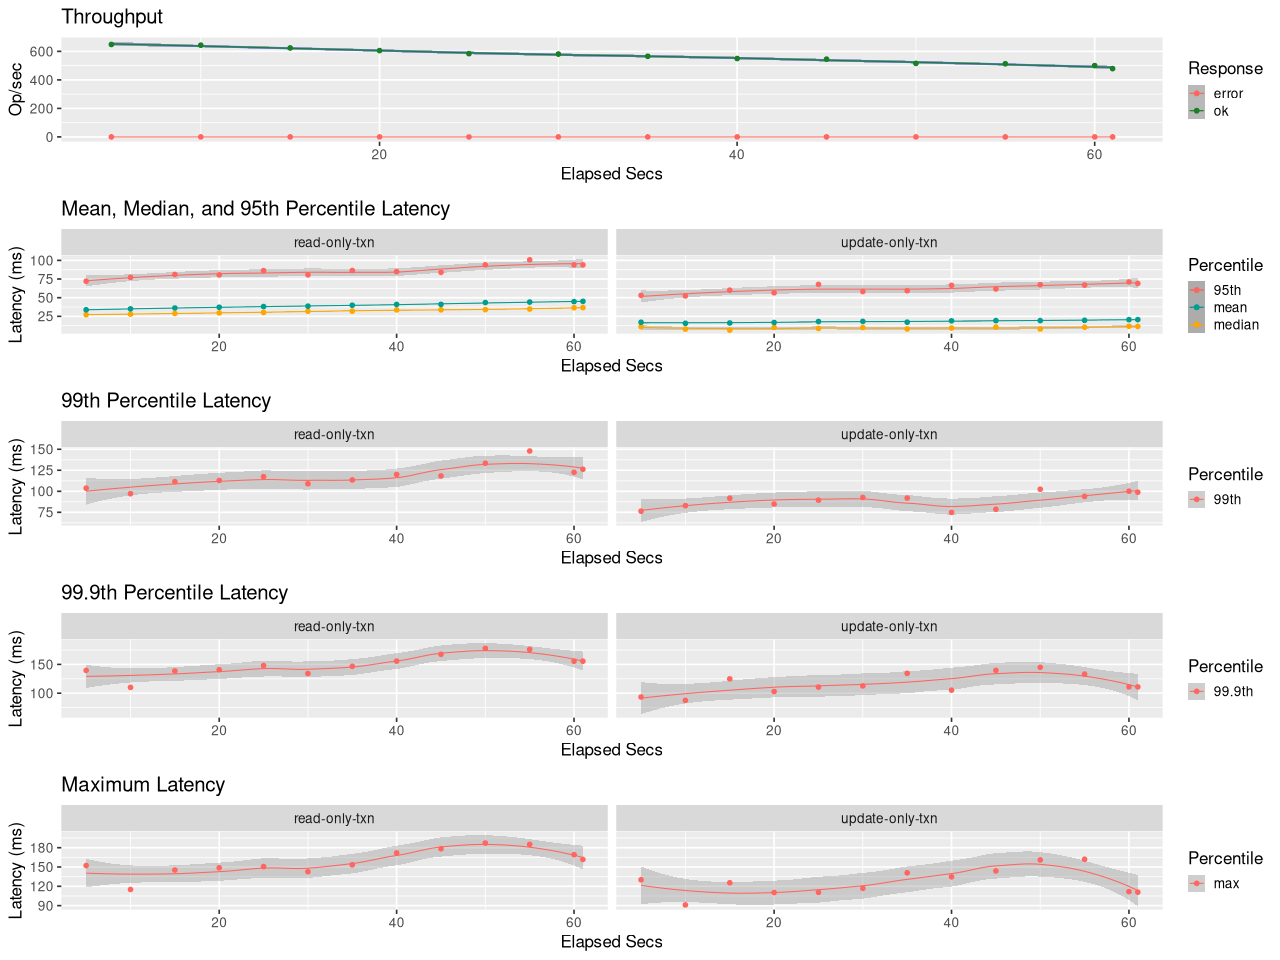 Throughput
600
400
200
0
Op/sec
20 40 60
Elapsed Secs
Response
error
ok
Mean, Median, and 95th Percentile Latency
read-only-txn update-only-txn
100
75
50
25
Latency (ms)
20 40 60 20 40 60
Elapsed Secs
Percentile
95th
mean
median
99th Percentile Latency
read-only-txn update-only-txn
150
125
100
75
Latency (ms)
20 40 60 20 40 60
Elapsed Secs
Percentile
99th
99.9th Percentile Latency
read-only-txn update-only-txn
150
100
Latency (ms)
20 40 60 20 40 60
Elapsed Secs
Percentile
99.9th
Maximum Latency
read-only-txn update-only-txn
180
150
120
90
Latency (ms)
20 40 60 20 40 60
Elapsed Secs
Percentile
max